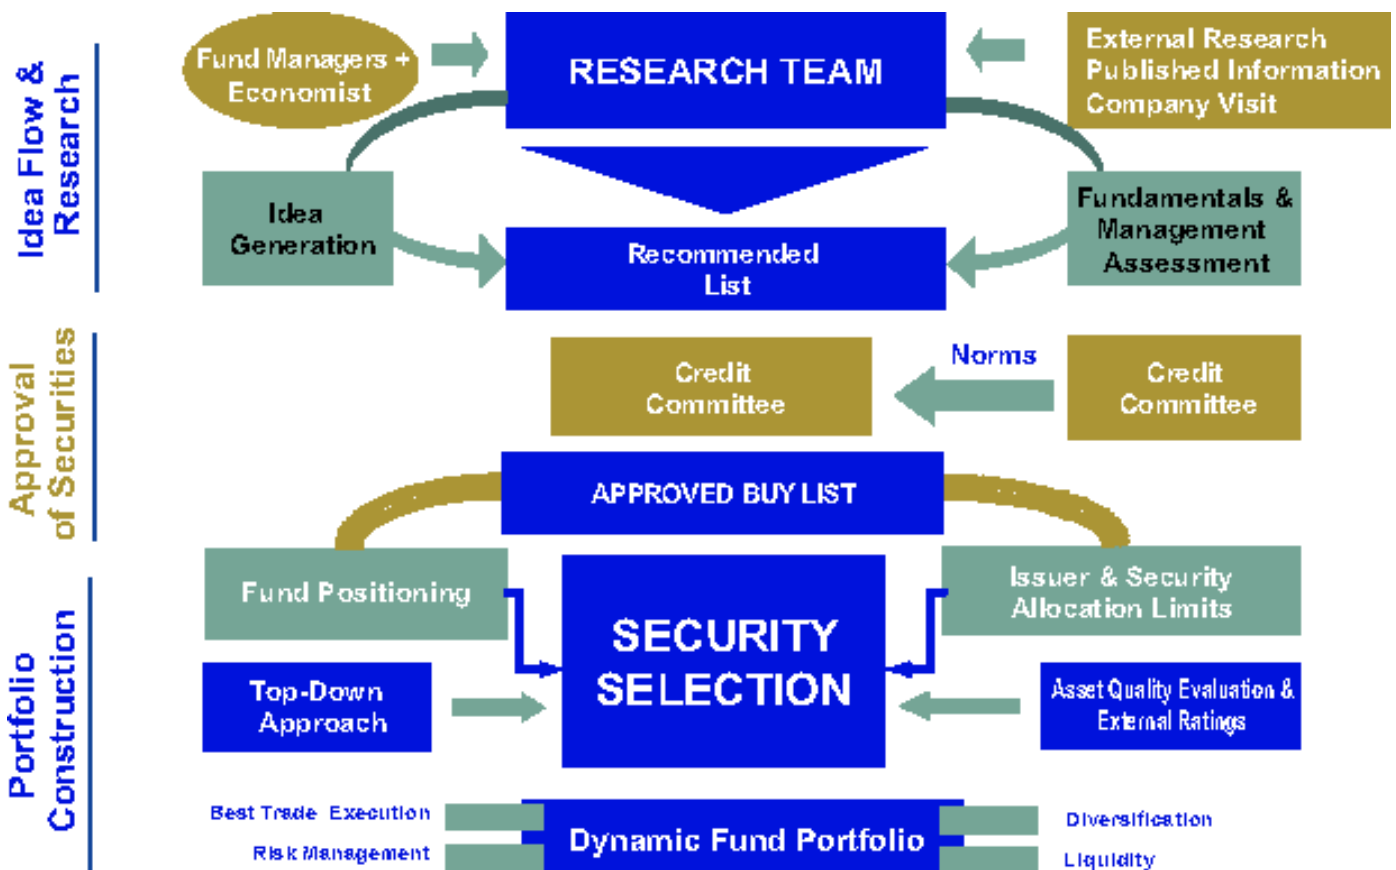 Idea Flow &
Research
Fund Managers +
Economist
RESEARCH TEAM
External Research
Published Information
Company Visit
Idea
Generation
Recommended
List
Fundamentals &
Management
Assessment
Approval
of Securities
Credit
Committee
Norms
Credit
Committee
APPROVED BUY LIST
Portfolio
Construction
Fund Positioning
SECURITY
SELECTION
Issuer & Security
Allocation Limits
Top-Down
Approach
Asset Quality Evaluation &
External Ratings
Best Trade Execution
Risk Management
Dynamic Fund Portfolio
Diversification
Liquidity